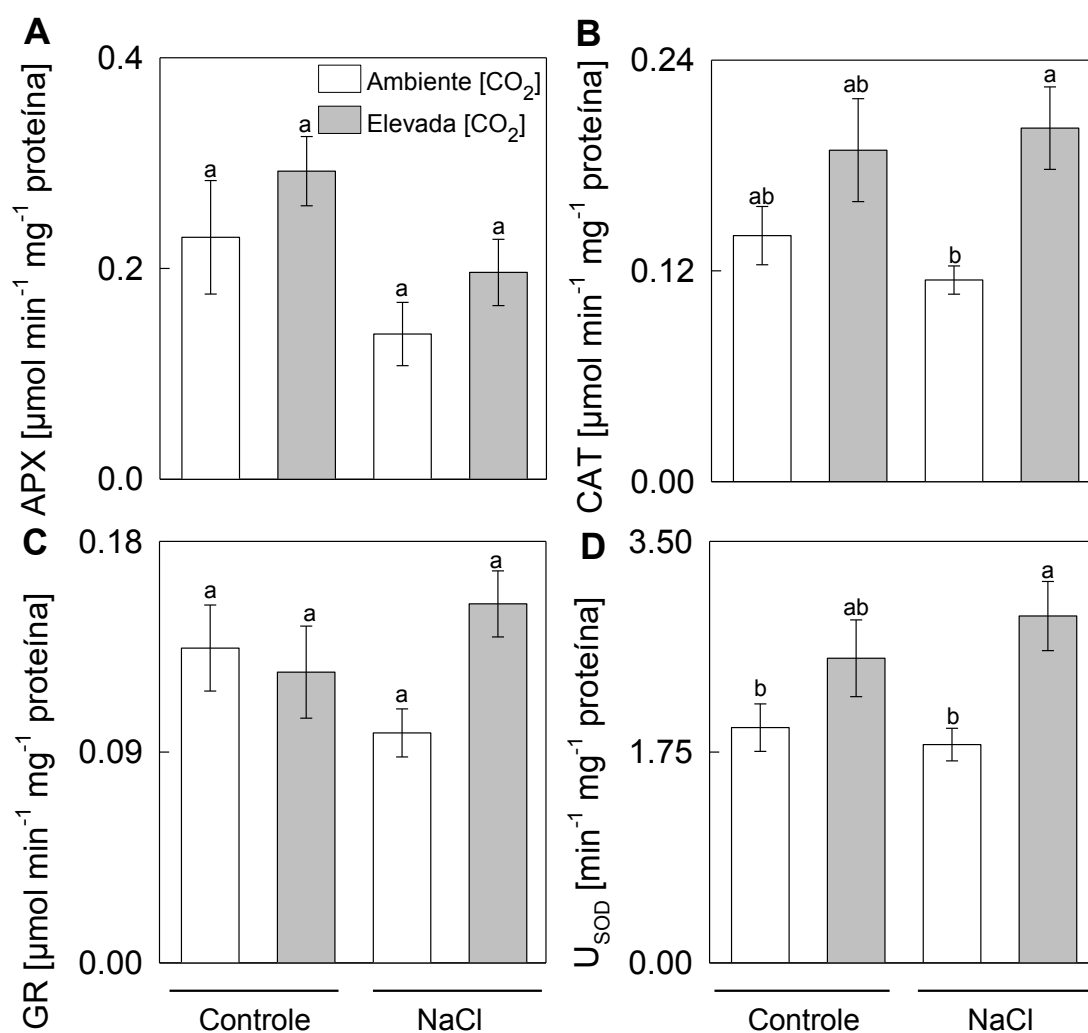 A
APX [µmol min⁻¹ mg⁻¹ proteína]
0.4
0.2
0.0
Ambiente [CO₂]
Elevada [CO₂]
a
a
a
a
B
CAT [µmol min⁻¹ mg⁻¹ proteína]
0.24
0.12
0.00
ab
ab
b
a
C
GR [µmol min⁻¹ mg⁻¹ proteína]
0.18
0.09
0.00
a
a
a
a
Controle
NaCl
D
U_SOD [min⁻¹ mg⁻¹ proteína]
3.50
1.75
0.00
b
ab
b
a
Controle
NaCl